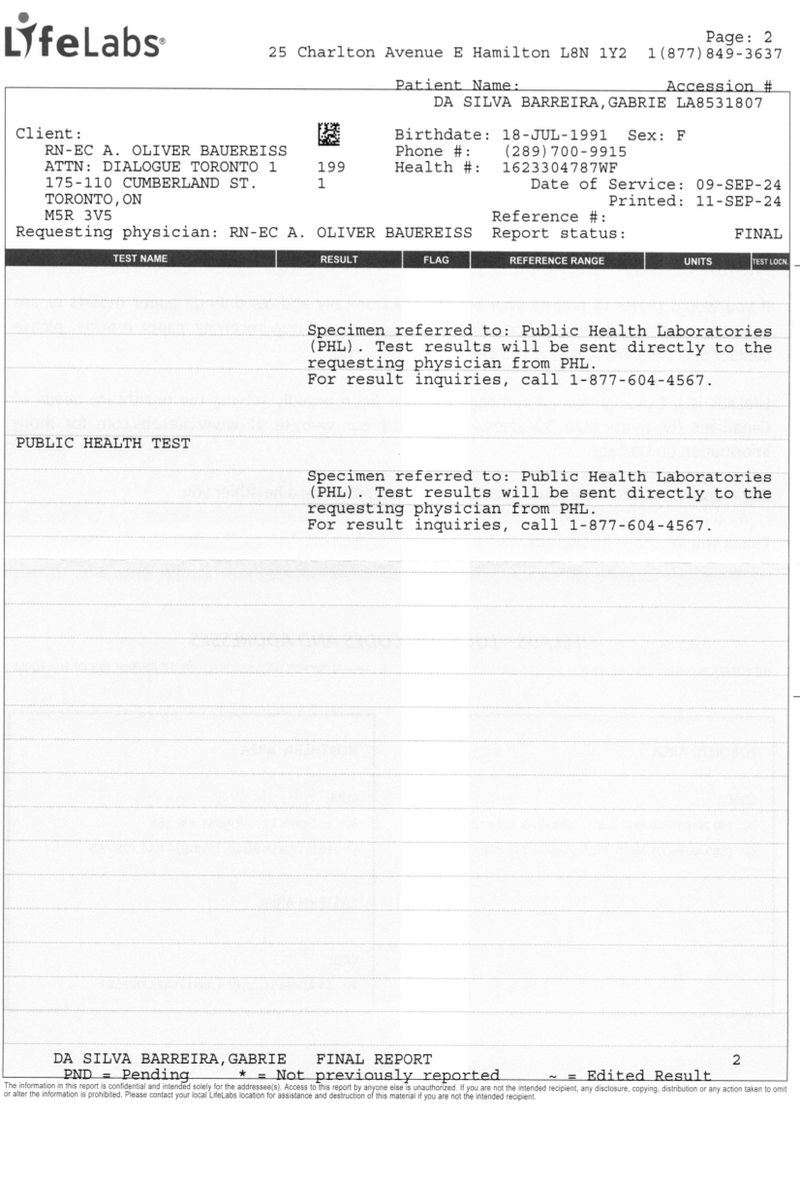 LifeLabs®
Page: 2
25 Charlton Avenue E Hamilton L8N 1Y2 1(877)849-3637
Patient Name: Accession #
DA SILVA BARREIRA,GABRIE LA8531807
Client:
RN-EC A. OLIVER BAUEREISS
ATTN: DIALOGUE TORONTO 1 199
175-110 CUMBERLAND ST. 1
TORONTO,ON
M5R 3V5
Birthdate: 18-JUL-1991 Sex: F
Phone #: (289)700-9915
Health #: 1623304787WF
Date of Service: 09-SEP-24
Printed: 11-SEP-24
Reference #:
Requesting physician: RN-EC A. OLIVER BAUEREISS Report status: FINAL
TEST NAME RESULT FLAG REFERENCE RANGE UNITS TEST LOCN.
Specimen referred to: Public Health Laboratories
(PHL). Test results will be sent directly to the
requesting physician from PHL.
For result inquiries, call 1-877-604-4567.
PUBLIC HEALTH TEST
Specimen referred to: Public Health Laboratories
(PHL). Test results will be sent directly to the
requesting physician from PHL.
For result inquiries, call 1-877-604-4567.
DA SILVA BARREIRA,GABRIE FINAL REPORT 2
PND = Pending * = Not previously reported ~ = Edited Result
The information in this report is confidential and intended solely for the addressee(s). Access to this report by anyone else is unauthorized. If you are not the intended recipient, any disclosure, copying, distribution or any action taken to omit
or alter the information is prohibited. Please contact your local LifeLabs location for assistance and destruction of this material if you are not the intended recipient.